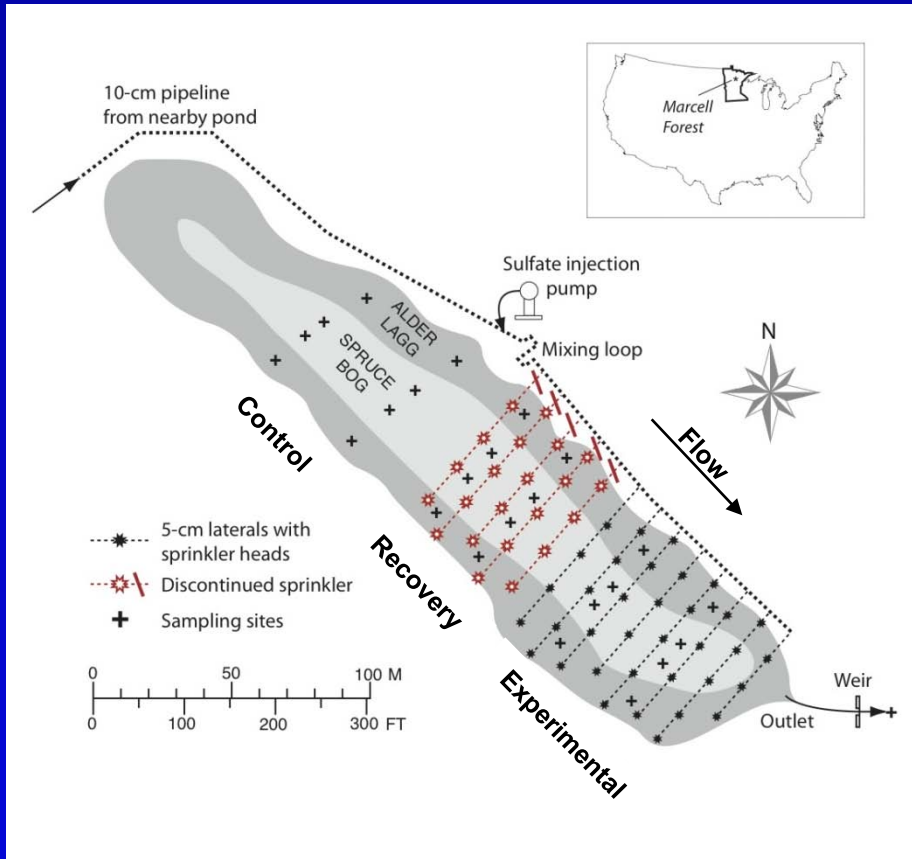 10-cm pipeline
from nearby pond
Marcell
Forest
Sulfate injection
pump
Mixing loop
N
ALDER
LAGG
SPRUCE
BOG
Control
Flow
Recovery
Experimental
5-cm laterals with
sprinkler heads
Discontinued sprinkler
Sampling sites
0 50 100 M
0 100 200 300 FT
Weir
Outlet